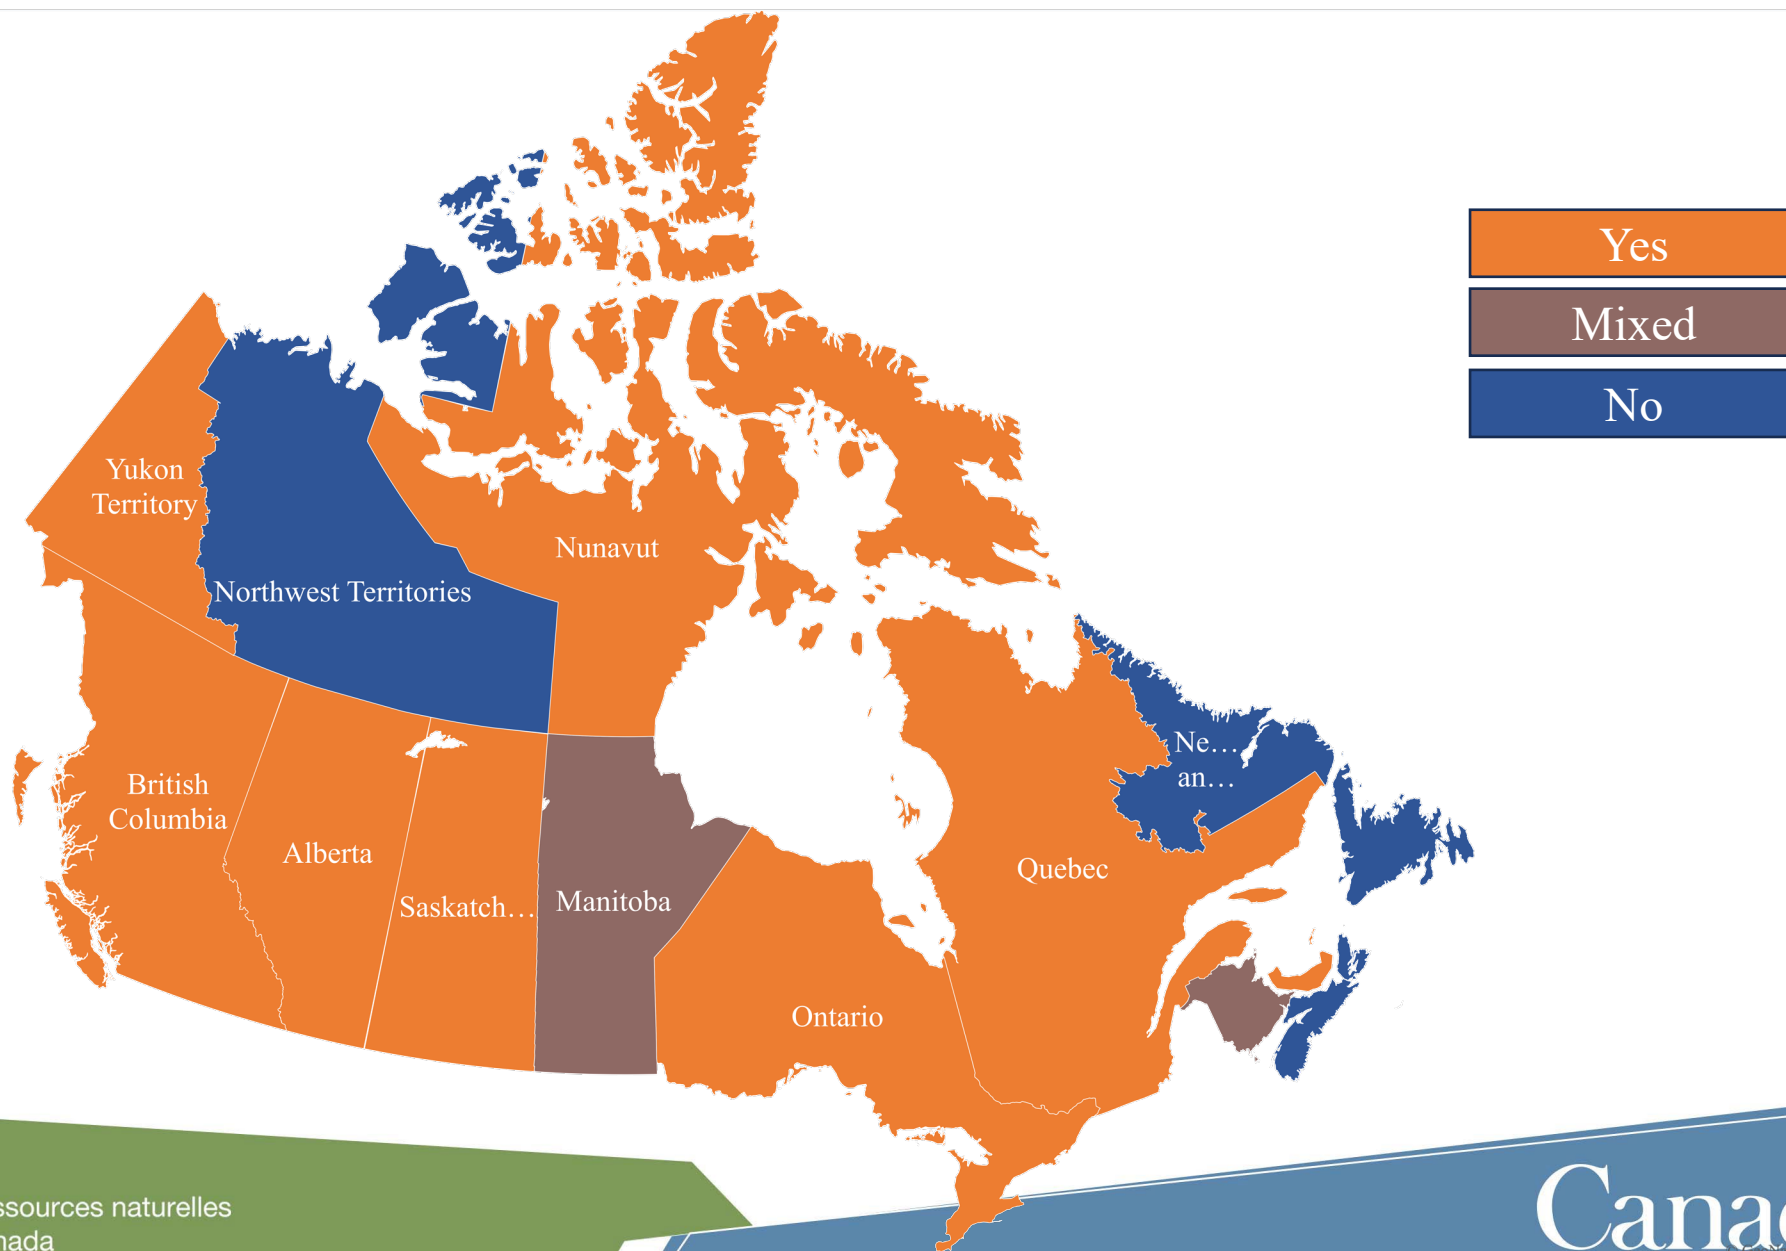 Yes
Mixed
No
Yukon
Territory
Nunavut
Northwest Territories
Ne...
an...
British
Columbia
Alberta
Saskatch...
Manitoba
Quebec
Ontario
ssources naturelles
nada
Cana